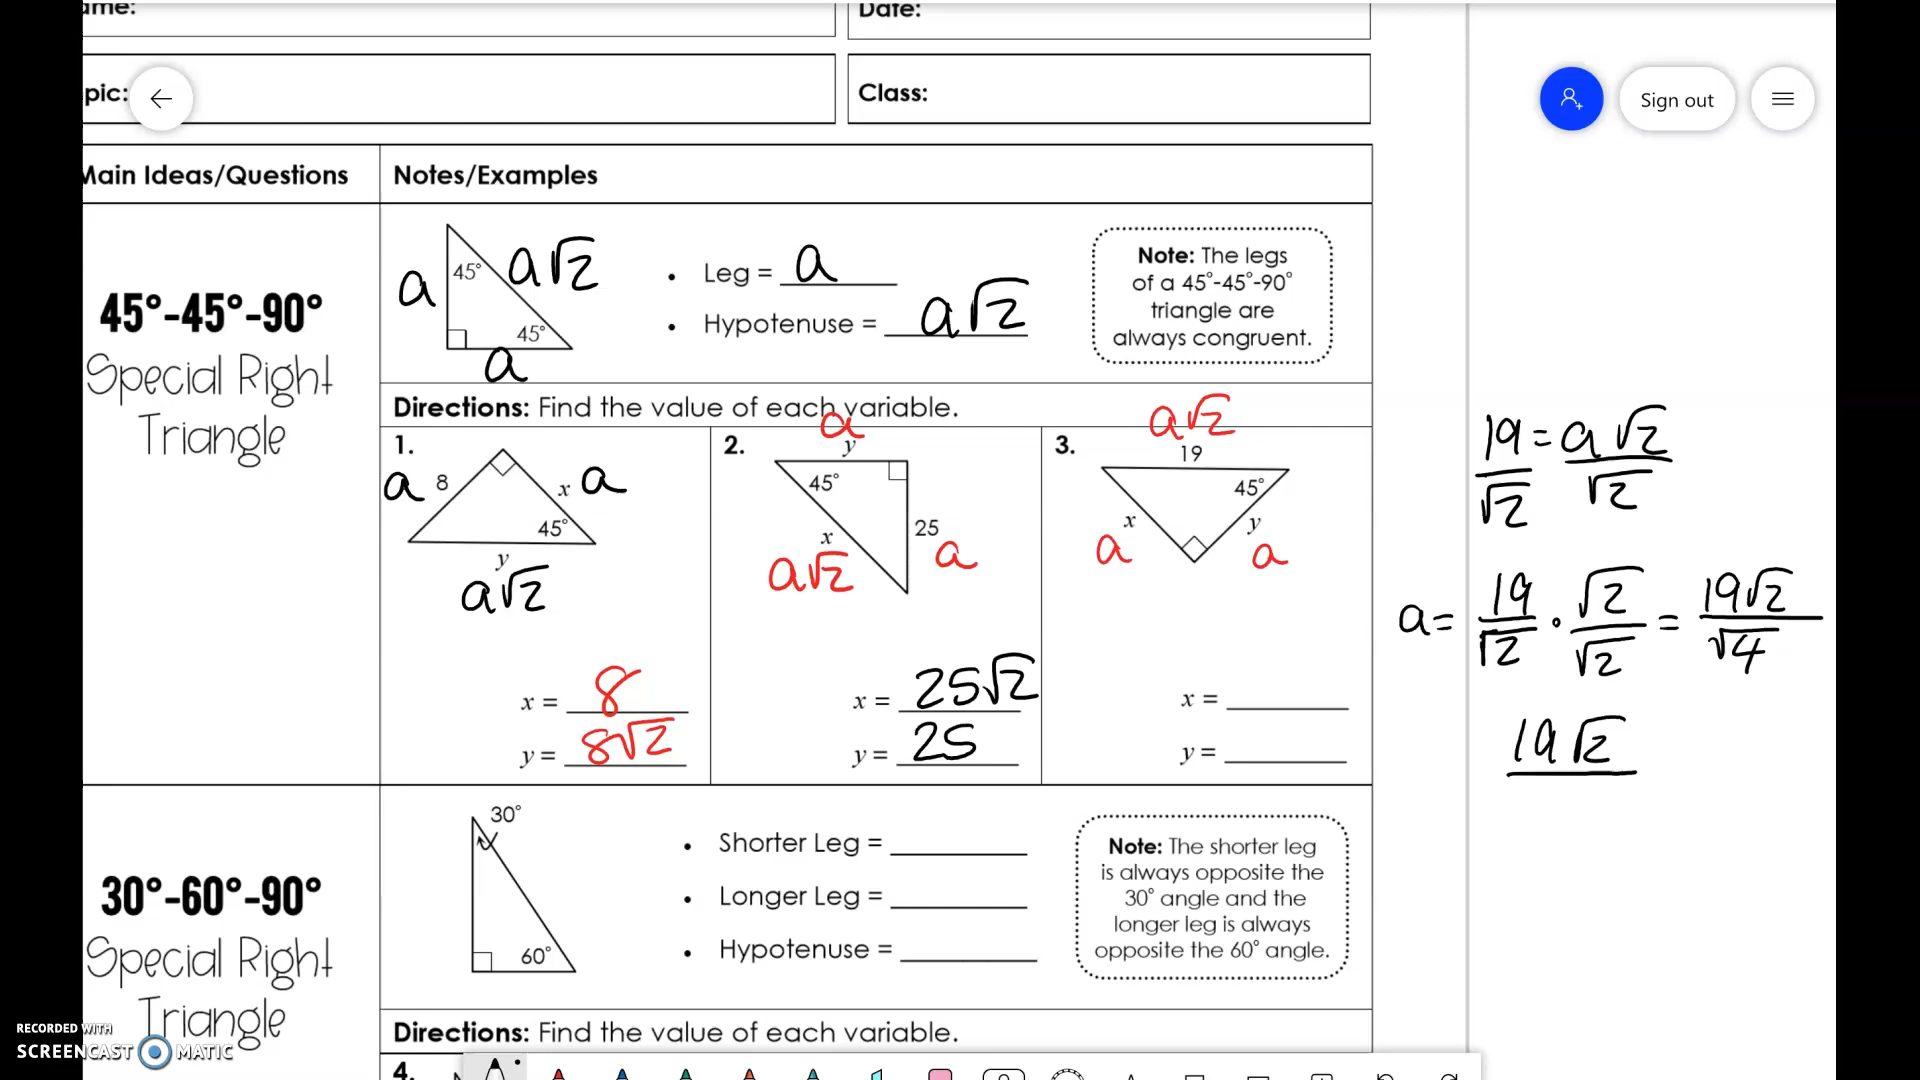 ame:
Date:
pic:
Class:
Sign out
Main Ideas/Questions
Notes/Examples
45°-45°-90°
Special Right
Triangle
a
45°
a√2
45°
a
• Leg = a
• Hypotenuse = a√2
Note: The legs
of a 45°-45°-90°
triangle are
always congruent.
Directions: Find the value of each variable.
1.
a 8
x a
45°
y
a√2
x = 8
y = 8√2
2.
a
y
45°
25
x
a√2
a
x = 25√2
y = 25
3.
a√2
19
45°
x
y
a
a
x =
y =
19 = a√2
√2 √2
a = 19/√2 · √2/√2 = 19√2/√4
19√2
30°-60°-90°
Special Right
Triangle
30°
60°
• Shorter Leg =
• Longer Leg =
• Hypotenuse =
Note: The shorter leg
is always opposite the
30° angle and the
longer leg is always
opposite the 60° angle.
Directions: Find the value of each variable.
4.
RECORDED WITH
SCREENCAST MATIC